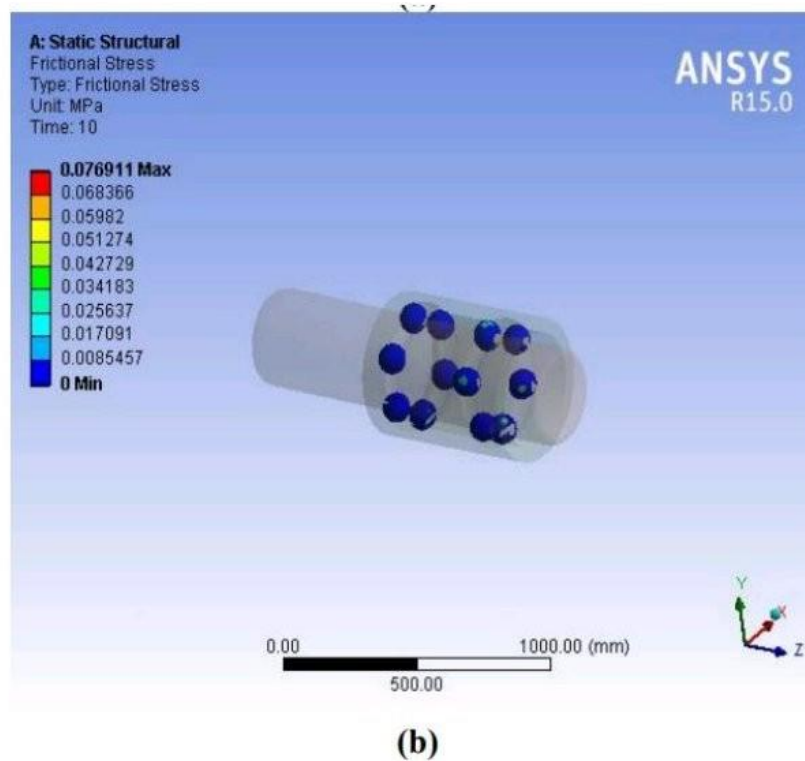 A: Static Structural
Frictional Stress
Type: Frictional Stress
Unit: MPa
Time: 10
ANSYS
R15.0
0.076911 Max
0.068366
0.05982
0.051274
0.042729
0.034183
0.025637
0.017091
0.0085457
0 Min
0.00
1000.00 (mm)
500.00
Y
X
Z
(b)